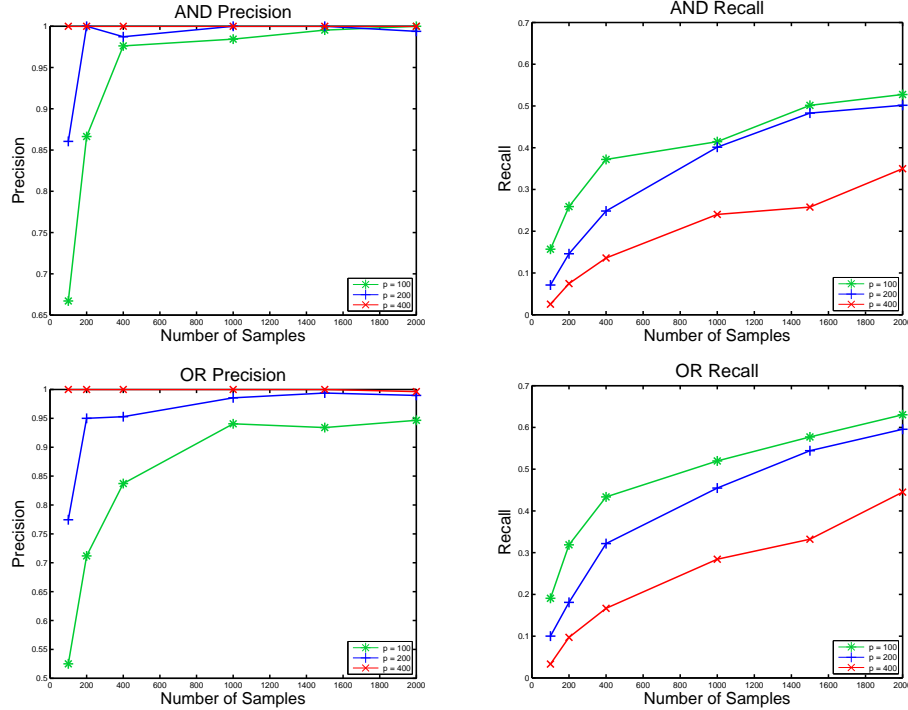 AND Precision
1
0.95
0.9
0.85
0.8
0.75
0.7
0.65
Precision
0 200 400 600 800 1000 1200 1400 1600 1800 2000
Number of Samples
p = 100
p = 200
p = 400
AND Recall
0.7
0.6
0.5
0.4
0.3
0.2
0.1
0
Recall
0 200 400 600 800 1000 1200 1400 1600 1800 2000
Number of Samples
p = 100
p = 200
p = 400
OR Precision
1
0.95
0.9
0.85
0.8
0.75
0.7
0.65
0.6
0.55
0.5
Precision
0 200 400 600 800 1000 1200 1400 1600 1800 2000
Number of Samples
p = 100
p = 200
p = 400
OR Recall
0.7
0.6
0.5
0.4
0.3
0.2
0.1
0
Recall
0 200 400 600 800 1000 1200 1400 1600 1800 2000
Number of Samples
p = 100
p = 200
p = 400